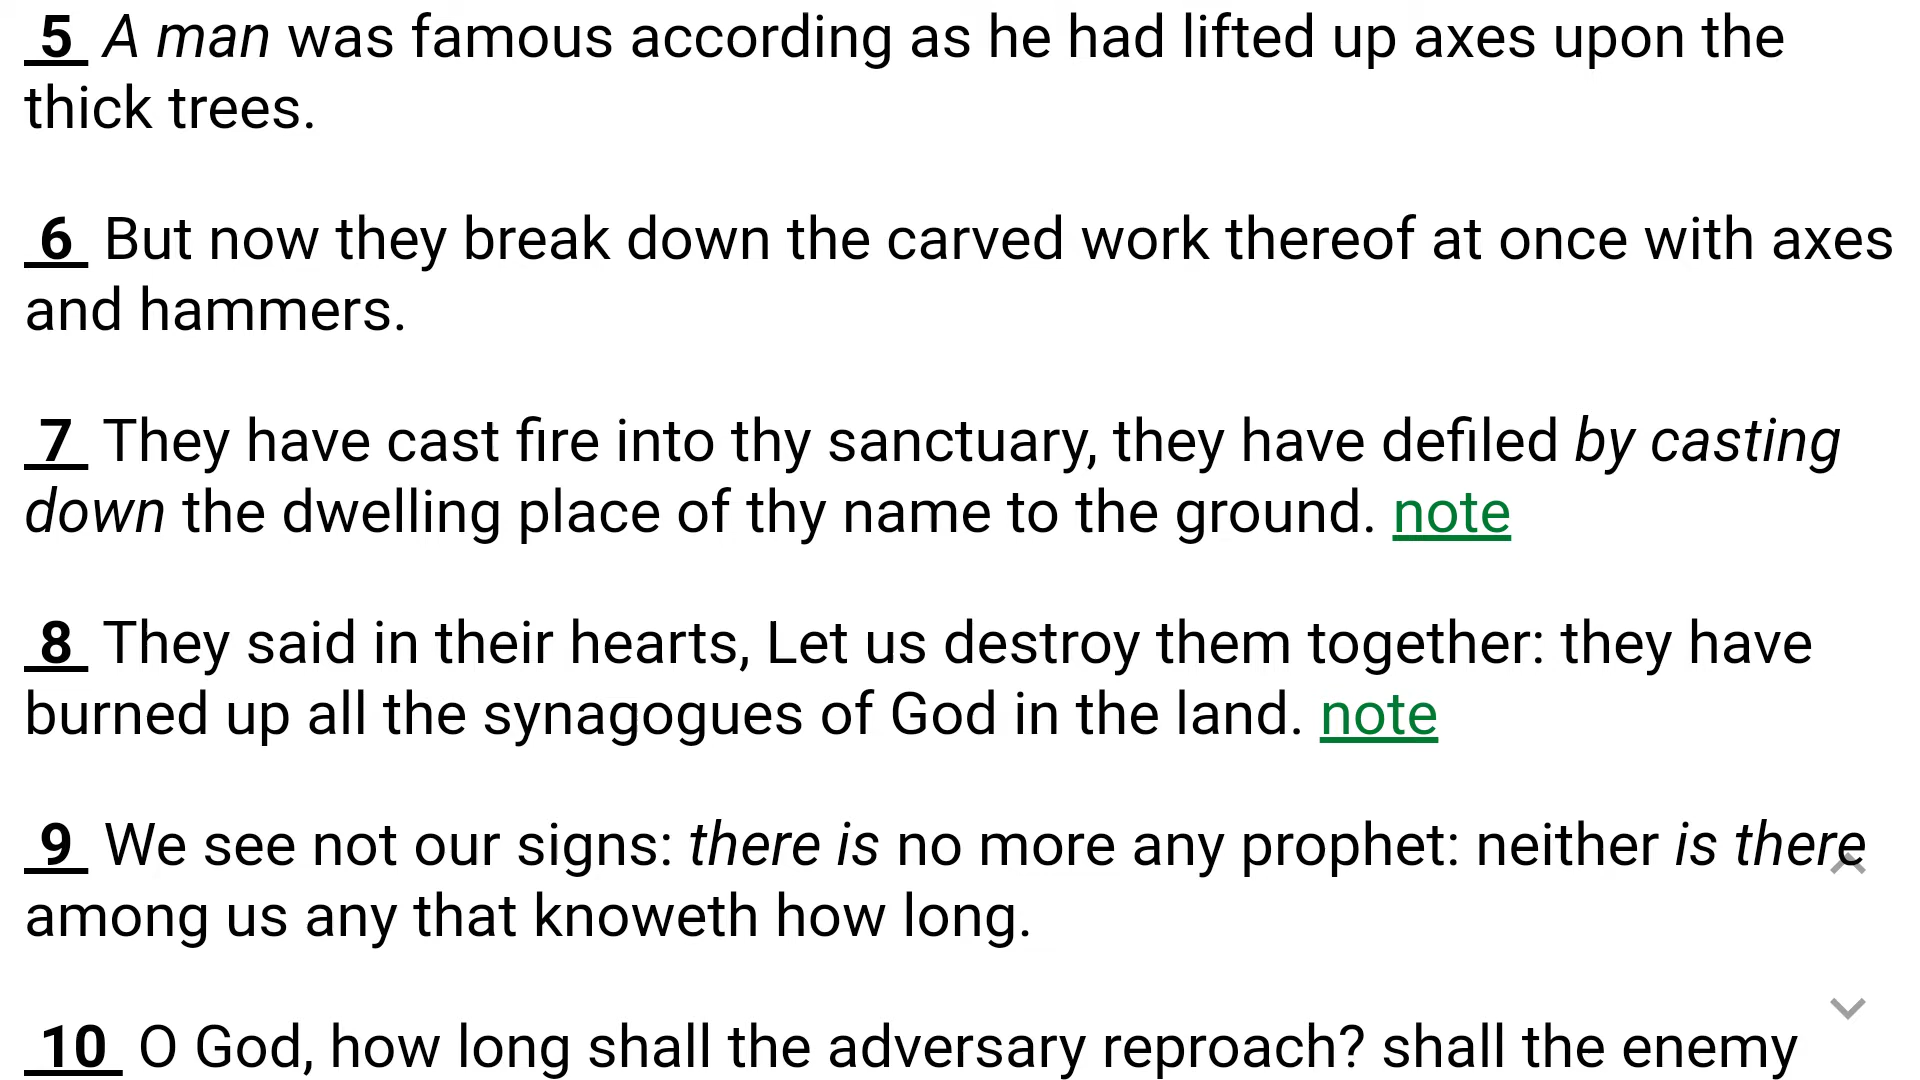 5 A man was famous according as he had lifted up axes upon the
thick trees.
6 But now they break down the carved work thereof at once with axes
and hammers.
7 They have cast fire into thy sanctuary, they have defiled by casting
down the dwelling place of thy name to the ground. note
8 They said in their hearts, Let us destroy them together: they have
burned up all the synagogues of God in the land. note
9 We see not our signs: there is no more any prophet: neither is there
among us any that knoweth how long.
10 O God, how long shall the adversary reproach? shall the enemy